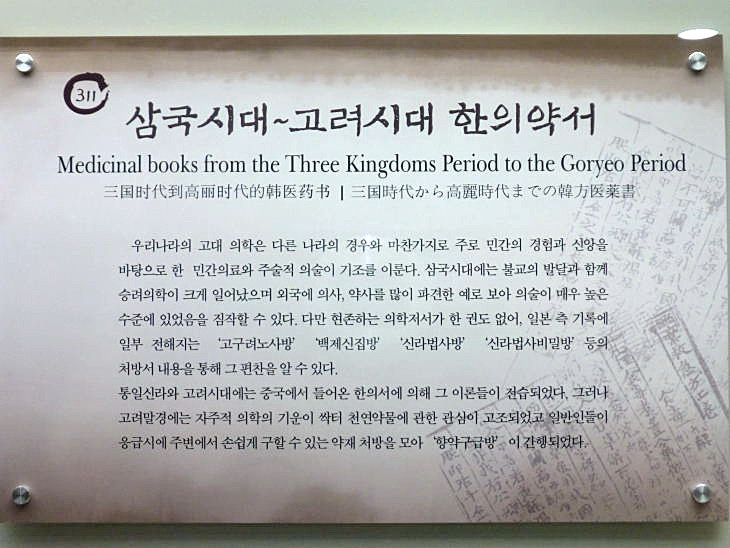 311
삼국시대~고려시대 한의약서
Medicinal books from the Three Kingdoms Period to the Goryeo Period
三国时代到高丽时代的韩医药书 | 三国時代から高麗時代までの韓方医薬書
우리나라의 고대 의학은 다른 나라의 경우와 마찬가지로 주로 민간의 경험과 신앙을
바탕으로 한 민간의료와 주술적 의술이 기조를 이룬다. 삼국시대에는 불교의 발달과 함께
승려의학이 크게 일어났으며 외국에 의사, 약사를 많이 파견한 예로 보아 의술이 매우 높은
수준에 있었음을 짐작할 수 있다. 다만 현존하는 의학저서가 한 권도 없어, 일본 측 기록에
일부 전해지는 ‘고구려노사방’ ‘백제신집방’ ‘신라법사방’ ‘신라법사비밀방’ 등의
처방서 내용을 통해 그 편찬을 알 수 있다.
통일신라와 고려시대에는 중국에서 들어온 한의서에 의해 그 이론들이 전습되었다. 그러나
고려말경에는 자주적 의학의 기운이 싹터 천연약물에 관한 관심이 고조되었고 일반인들이
응급시에 주변에서 손쉽게 구할 수 있는 약재 처방을 모아 ‘향약구급방’ 이 간행되었다.